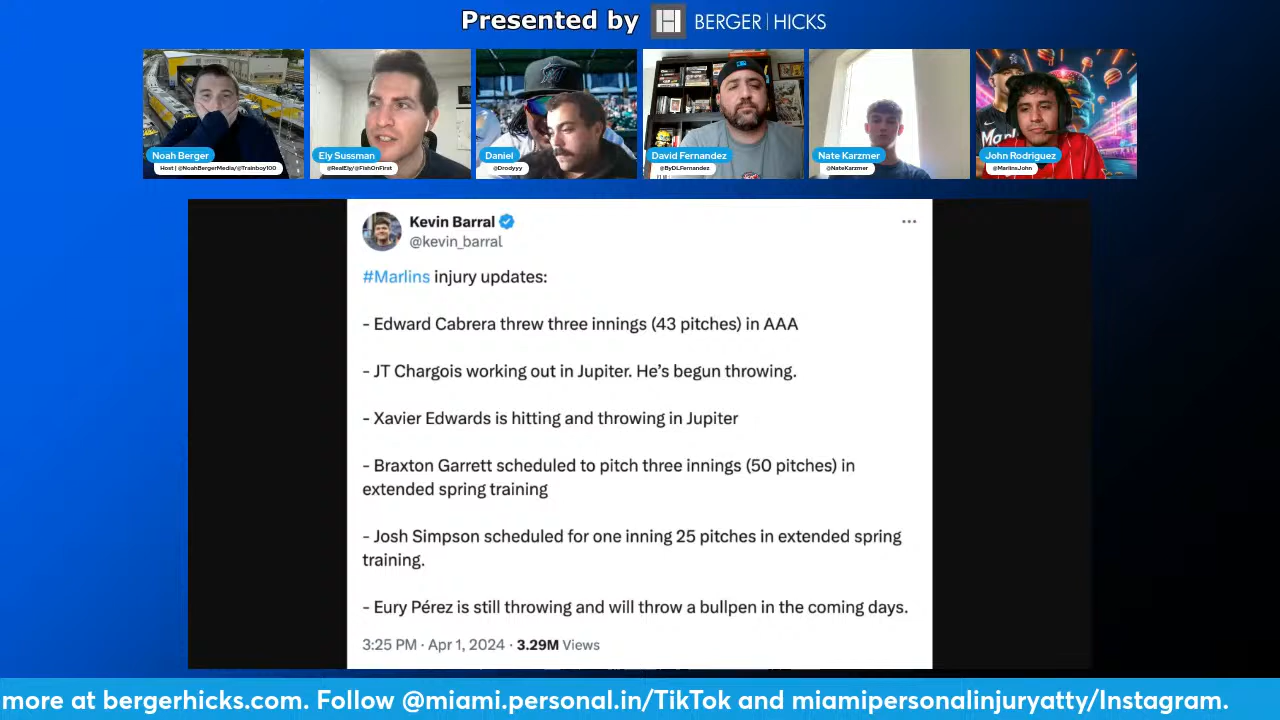 Presented by BERGER | HICKS
Noah Berger
Host | @NoahBergerMedia/@Trainboy100
Ely Sussman
@RealEly/@FishOnFirst
Daniel
@Drodyyy
David Fernandez
@ByDLFernandez
Nate Karzmer
@NateKarzmer
John Rodriguez
@MarlinsJohn
Kevin Barral
@kevin_barral
#Marlins injury updates:
- Edward Cabrera threw three innings (43 pitches) in AAA
- JT Chargois working out in Jupiter. He’s begun throwing.
- Xavier Edwards is hitting and throwing in Jupiter
- Braxton Garrett scheduled to pitch three innings (50 pitches) in
extended spring training
- Josh Simpson scheduled for one inning 25 pitches in extended spring
training.
- Eury Pérez is still throwing and will throw a bullpen in the coming days.
3:25 PM · Apr 1, 2024 · 3.29M Views
more at bergerhicks.com. Follow @miami.personal.in/TikTok and miamipersonalinjuryatty/Instagram.